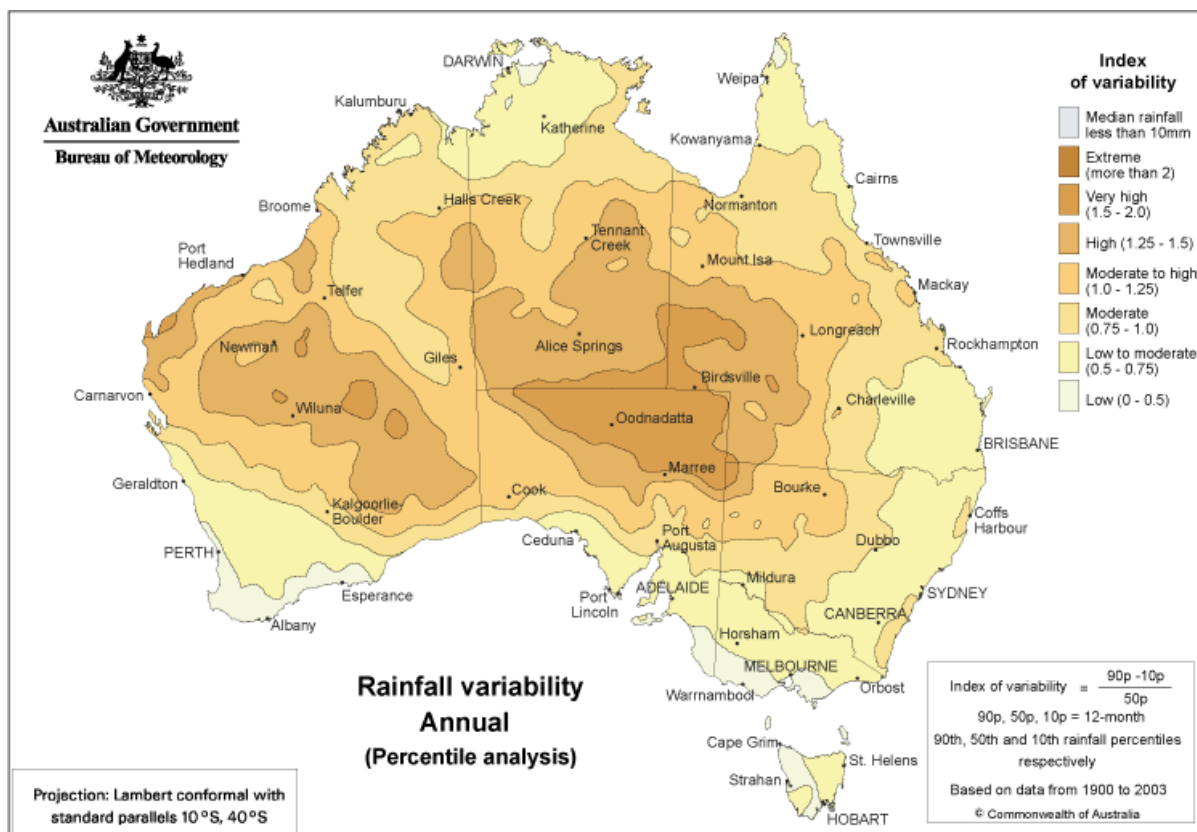 Australian Government
Bureau of Meteorology
DARWIN
Kalumburu
Katherine
Weipa
Kowanyama
Cairns
Broome
Halls Creek
Normanton
Townsville
Port
Hedland
Tennant
Creek
Mount Isa
Mackay
Telfer
Newman
Giles
Alice Springs
Longreach
Rockhampton
Birdsville
Carnarvon
Wiluna
Charleville
Oodnadatta
BRISBANE
Geraldton
Marree
Cook
Bourke
Kalgoorlie-
Boulder
Coffs
Harbour
PERTH
Ceduna
Port
Augusta
Dubbo
Esperance
Albany
Port
Lincoln
ADELAIDE
Mildura
SYDNEY
CANBERRA
Horsham
MELBOURNE
Warrnambool
Orbost
Cape Grim
St. Helens
Strahan
HOBART
Index
of variability
Median rainfall
less than 10mm
Extreme
(more than 2)
Very high
(1.5 - 2.0)
High (1.25 - 1.5)
Moderate to high
(1.0 - 1.25)
Moderate
(0.75 - 1.0)
Low to moderate
(0.5 - 0.75)
Low (0 - 0.5)
Rainfall variability
Annual
(Percentile analysis)
Projection: Lambert conformal with
standard parallels 10°S, 40°S
Index of variability = 90p -10p
50p
90p, 50p, 10p = 12-month
90th, 50th and 10th rainfall percentiles
respectively
Based on data from 1900 to 2003
© Commonwealth of Australia